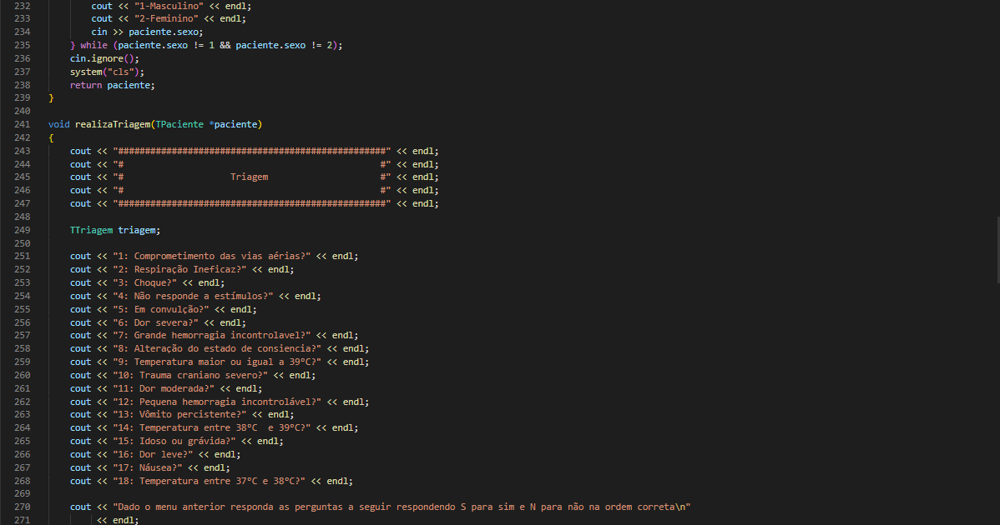 232 cout << "1-Masculino" << endl;
233 cout << "2-Feminino" << endl;
234 cin >> paciente.sexo;
235 } while (paciente.sexo != 1 && paciente.sexo != 2);
236 cin.ignore();
237 system("cls");
238 return paciente;
239 }
240
241 void realizaTriagem(TPaciente *paciente)
242 {
243 cout << "##################################################" << endl;
244 cout << "#                                                #" << endl;
245 cout << "#                    Triagem                     #" << endl;
246 cout << "#                                                #" << endl;
247 cout << "##################################################" << endl;
248
249 TTriagem triagem;
250
251 cout << "1: Comprometimento das vias aérias?" << endl;
252 cout << "2: Respiração Ineficaz?" << endl;
253 cout << "3: Choque?" << endl;
254 cout << "4: Não responde a estímulos?" << endl;
255 cout << "5: Em convulção?" << endl;
256 cout << "6: Dor severa?" << endl;
257 cout << "7: Grande hemorragia incontrolavel?" << endl;
258 cout << "8: Alteração do estado de consiencia?" << endl;
259 cout << "9: Temperatura maior ou igual a 39°C?" << endl;
260 cout << "10: Trauma craniano severo?" << endl;
261 cout << "11: Dor moderada?" << endl;
262 cout << "12: Pequena hemorragia incontrolável?" << endl;
263 cout << "13: Vômito percistente?" << endl;
264 cout << "14: Temperatura entre 38°C  e 39°C?" << endl;
265 cout << "15: Idoso ou grávida?" << endl;
266 cout << "16: Dor leve?" << endl;
267 cout << "17: Náusea?" << endl;
268 cout << "18: Temperatura entre 37°C e 38°C?" << endl;
269
270 cout << "Dado o menu anterior responda as perguntas a seguir respondendo S para sim e N para não na ordem correta\n"
271 << endl;